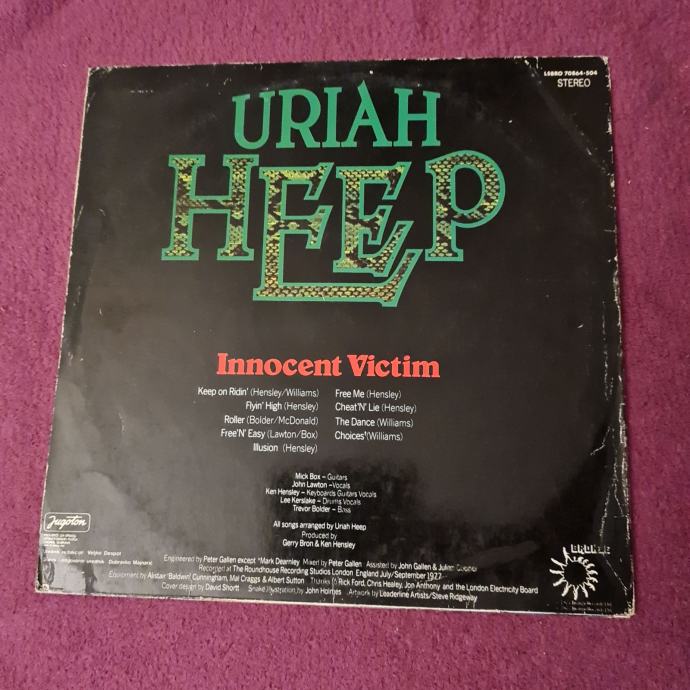 LSBRO 70864-504
STEREO
URIAH
HEEP
Innocent Victim
Keep on Ridin' (Hensley/Williams)
Flyin' High (Hensley)
Roller (Bolder/McDonald)
Free'N' Easy (Lawton/Box)
Illusion (Hensley)
Free Me (Hensley)
Cheat'N' Lie (Hensley)
The Dance (Williams)
Choices* (Williams)
Mick Box – Guitars
John Lawton – Vocals
Ken Hensley – Keyboards Guitars Vocals
Lee Kerslake – Drums Vocals
Trevor Bolder – Bass
All songs arranged by Uriah Heep
Produced by
Gerry Bron & Ken Hensley
Jugoton
Veljko Despot
urednik Dubravko Majnarić
BRONZE
Engineered by Peter Gallen except *Mark Dearnley Mixed by Peter Gallen Assisted by John Gallen & Julian
Recorded at The Roundhouse Recording Studios London England July/September 1977
Equipment by Alistair 'Baldwin' Cunningham, Mal Craggs & Albert Sutton Thanks to Rick Ford, Chris Healey, Jon Anthony and the London Electricity Board
Cover design by David Shortt Snake Illustration by John Holmes Artwork by Leaderline Artists/Steve Ridgeway